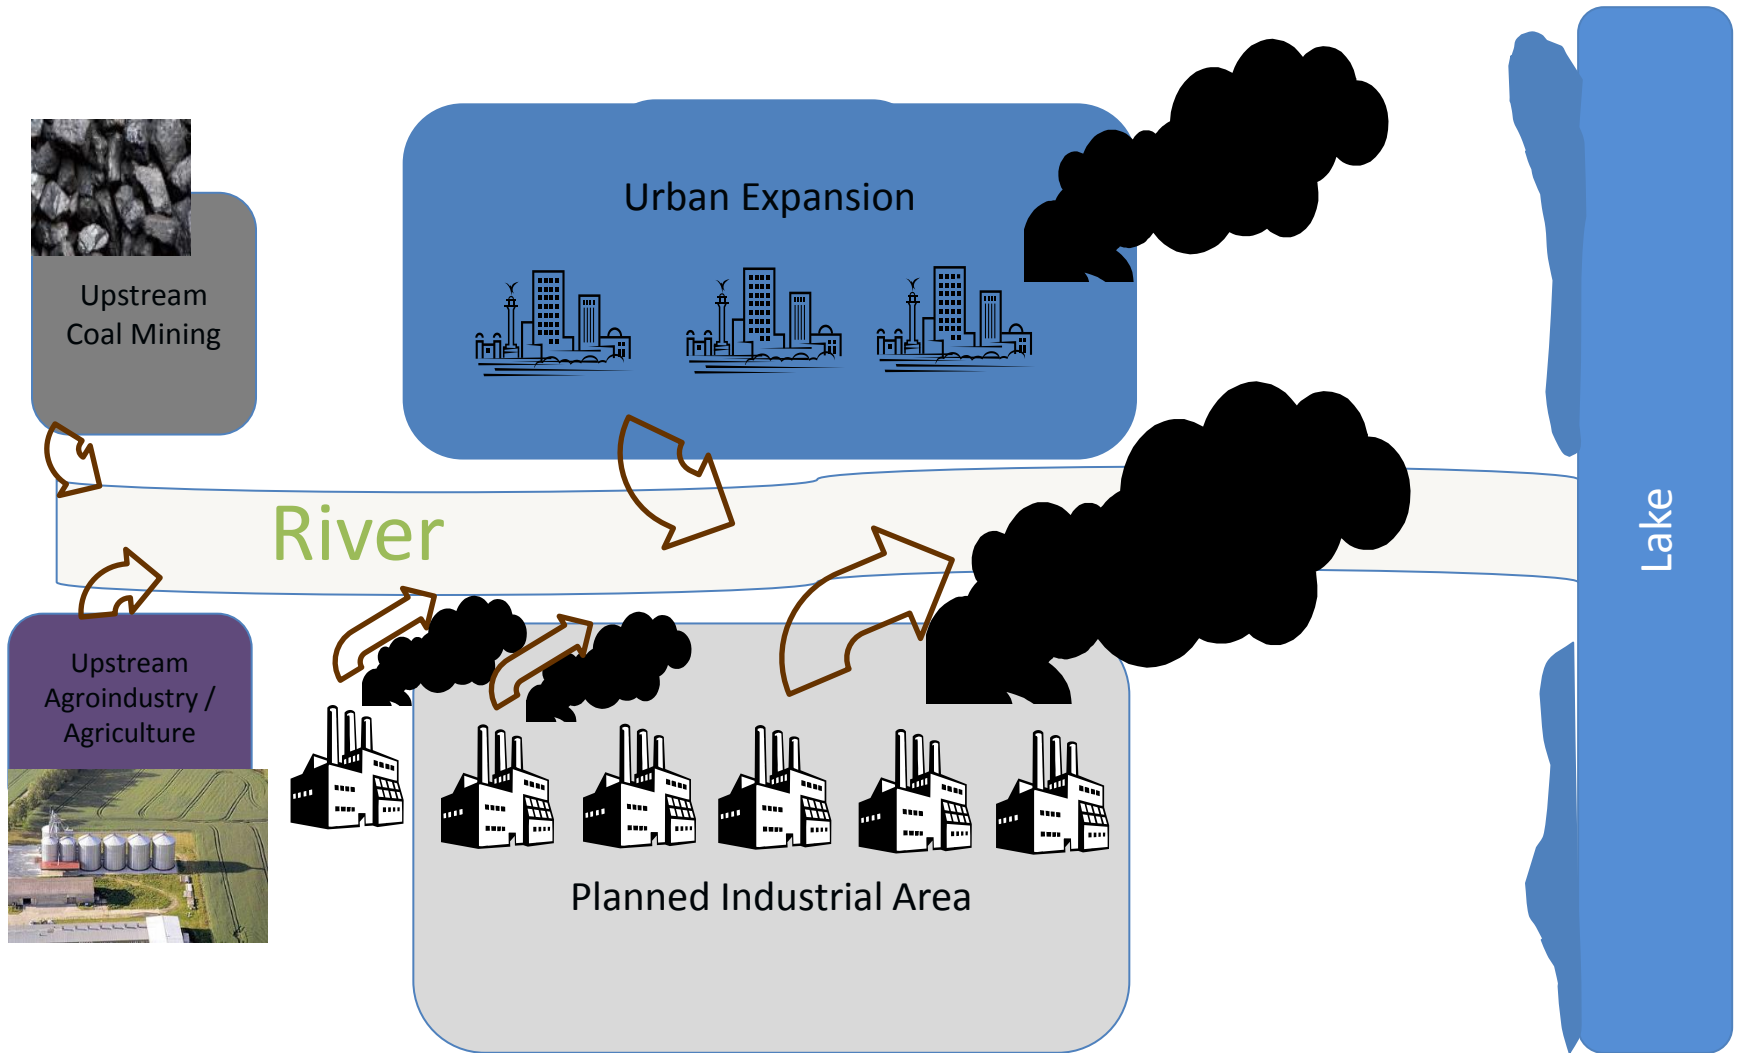 Urban Expansion
Upstream
Coal Mining
River
Lake
Upstream
Agroindustry /
Agriculture
Planned Industrial Area